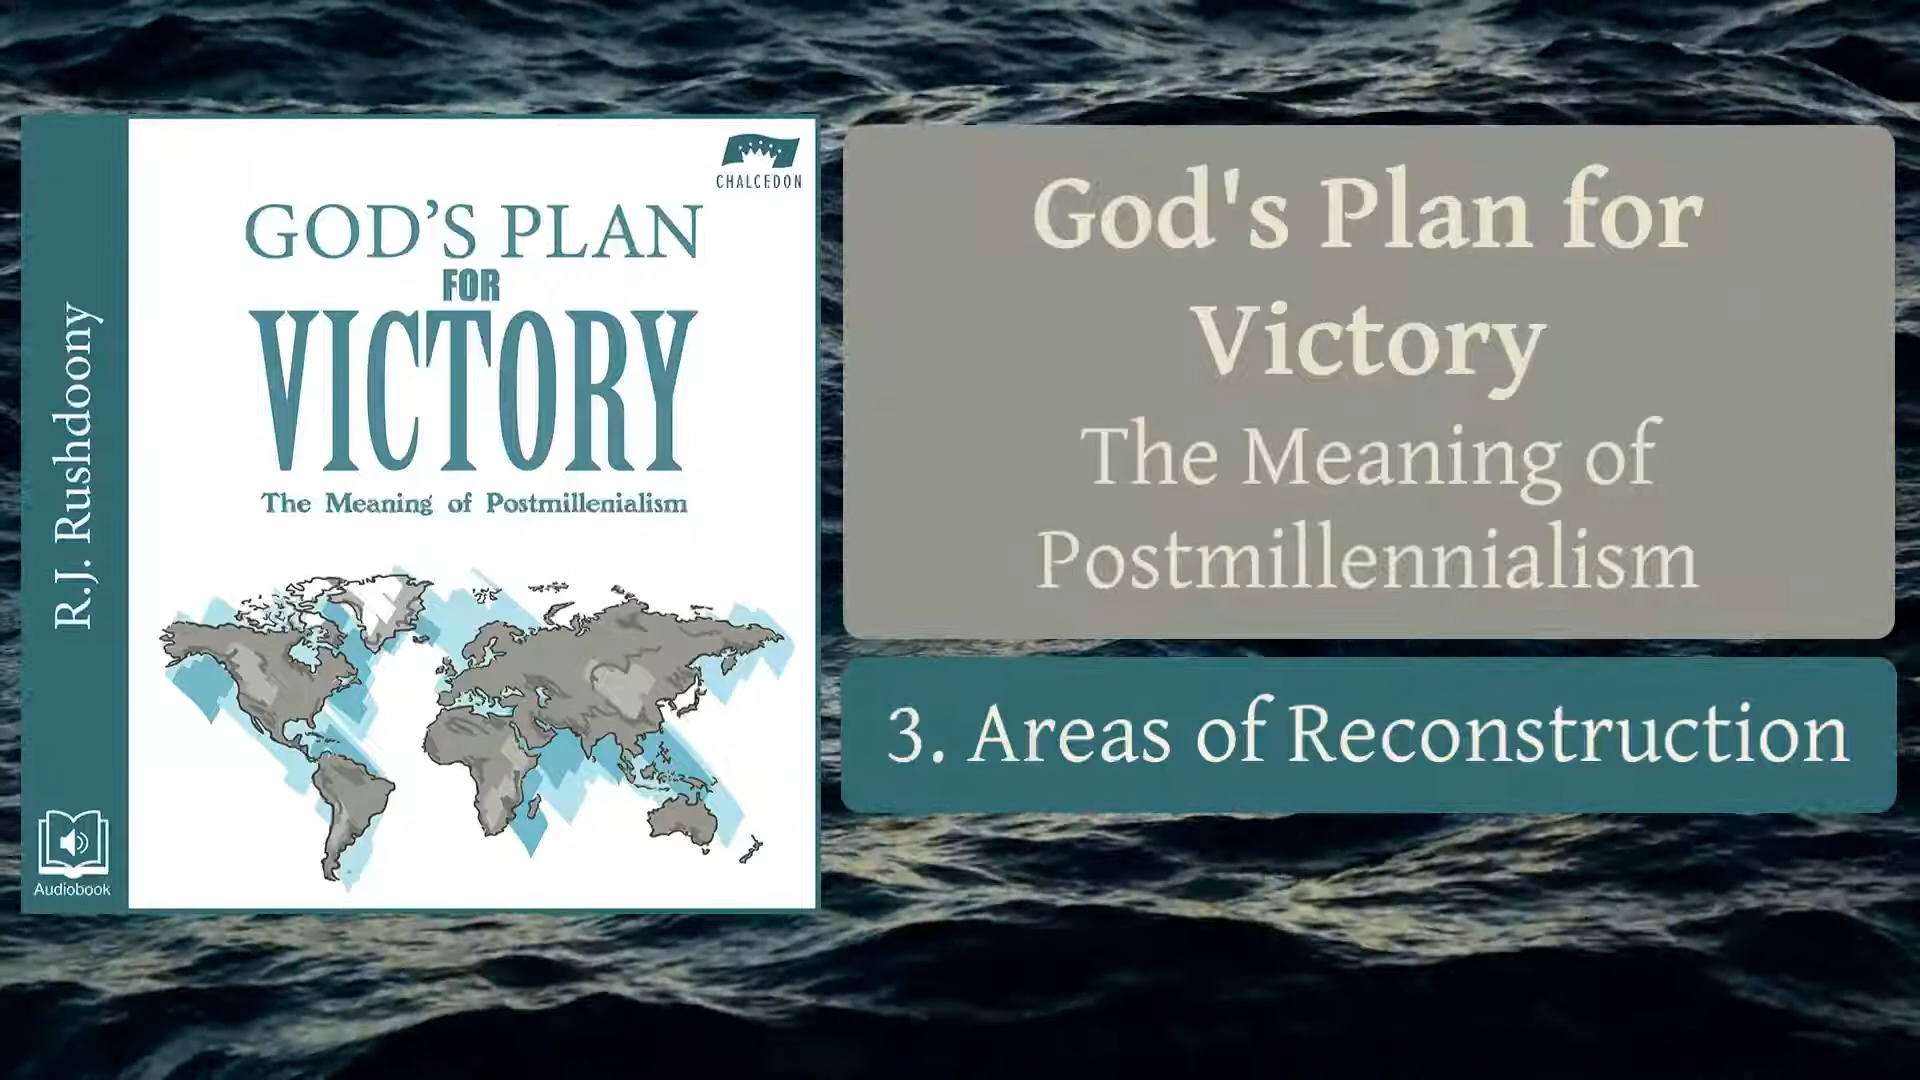 R.J. Rushdoony
Audiobook
CHALCEDON
GOD’S PLAN
FOR
VICTORY
The Meaning of Postmillenialism
God's Plan for
Victory
The Meaning of
Postmillennialism
3. Areas of Reconstruction